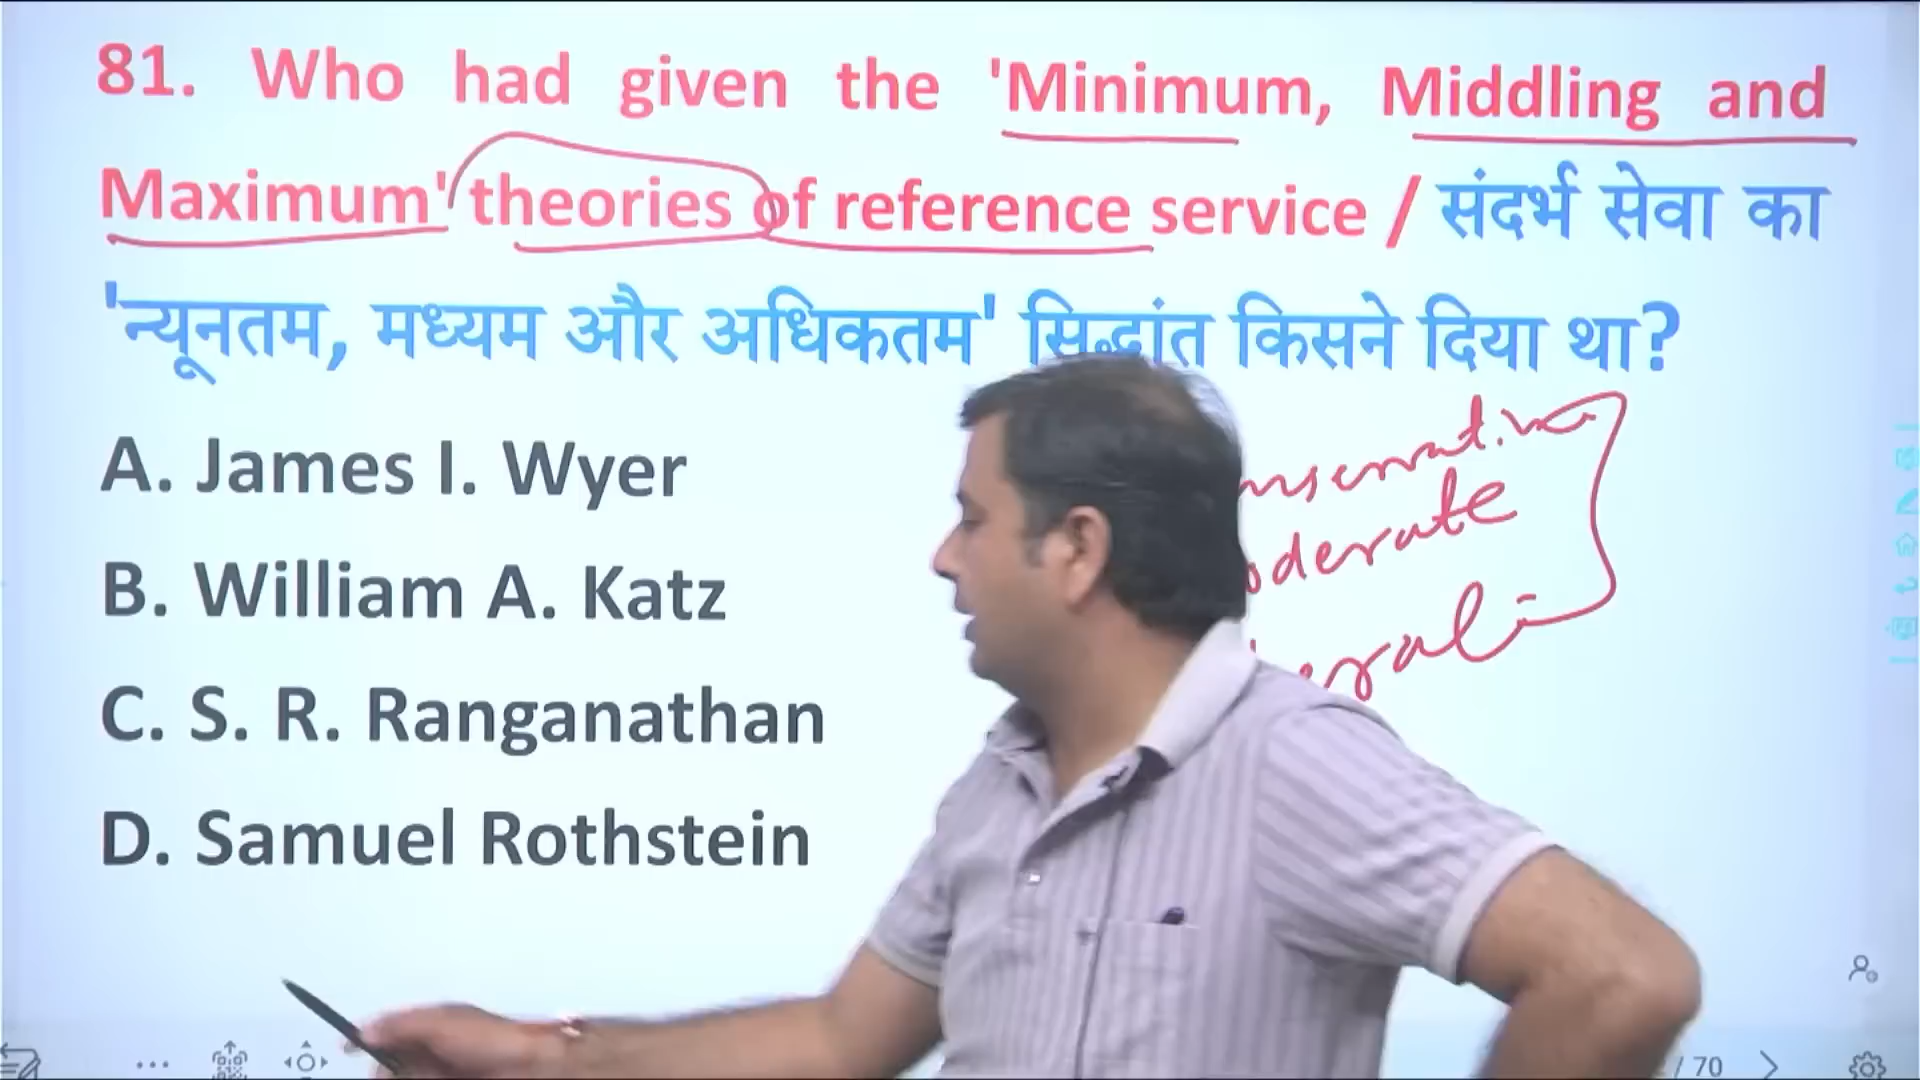 81. Who had given the 'Minimum, Middling and
Maximum' theories of reference service / संदर्भ सेवा का
'न्यूनतम, मध्यम और अधिकतम' सिद्धांत किसने दिया था?
A. James I. Wyer
B. William A. Katz
C. S. R. Ranganathan
D. Samuel Rothstein
/ 70